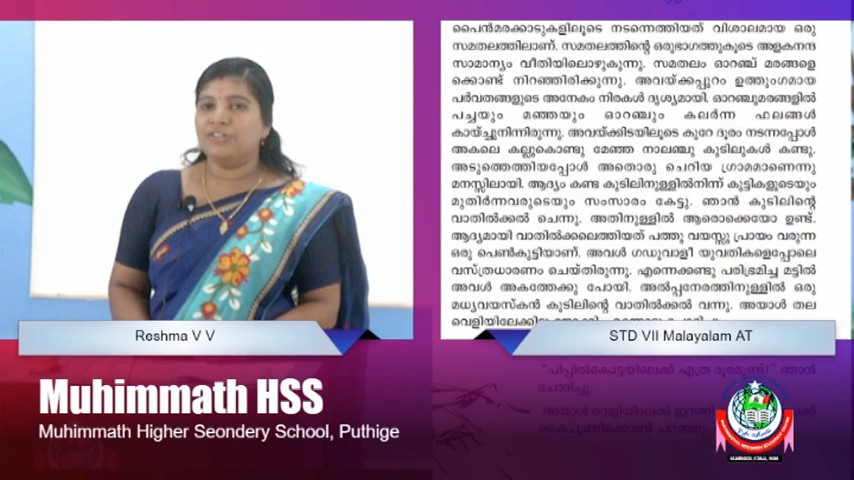 പൈൻമരക്കാടുകളിലൂടെ നടന്നെത്തിയത് വിശാലമായ ഒരു
സമതലത്തിലാണ്. സമതലത്തിന്റെ ഒരുഭാഗത്തുകൂടെ അളകനന്ദ
സാമാന്യം വീതിയിലൊഴുകുന്നു. സമതലം ഓറഞ്ച് മരങ്ങളെ
ക്കൊണ്ട് നിറഞ്ഞിരിക്കുന്നു. അവയ്ക്കപ്പുറം ഉത്തുംഗമായ
പർവതങ്ങളുടെ അനേകം നിരകൾ ദൃശ്യമായി. ഓറഞ്ചുമരങ്ങളിൽ
പച്ചയും മഞ്ഞയും ഓറഞ്ചും കലർന്ന ഫലങ്ങൾ
കായ്ച്ചുനിന്നിരുന്നു. അവയ്ക്കിടയിലൂടെ കുറേ ദൂരം നടന്നപ്പോൾ
അകലെ കല്ലുകൊണ്ടു മേഞ്ഞ നാലഞ്ചു കുടിലുകൾ കണ്ടു.
അടുത്തെത്തിയപ്പോൾ അതൊരു ചെറിയ ഗ്രാമമാണെന്നു
മനസ്സിലായി. ആദ്യം കണ്ട കുടിലിനുള്ളിൽനിന്ന് കുട്ടികളുടെയും
മുതിർന്നവരുടെയും സംസാരം കേട്ടു. ഞാൻ കുടിലിന്റെ
വാതിൽക്കൽ ചെന്നു. അതിനുള്ളിൽ ആരൊക്കെയോ ഉണ്ട്.
ആദ്യമായി വാതിൽക്കലെത്തിയത് പത്തു വയസ്സു പ്രായം വരുന്ന
ഒരു പെൺകുട്ടിയാണ്. അവൾ ഗഡുവാളീ യുവതികളെപ്പോലെ
വസ്ത്രധാരണം ചെയ്തിരുന്നു. എന്നെക്കണ്ടു പരിഭ്രമിച്ച മട്ടിൽ
അവൾ അകത്തേക്കു പോയി. അൽപ്പനേരത്തിനുള്ളിൽ ഒരു
മധ്യവയസ്കൻ കുടിലിന്റെ വാതിൽക്കൽ വന്നു. അയാൾ തല
Reshma V V
STD VII Malayalam AT
"പിപ്പിൽകോട്ടയിലേക്ക് എത്ര ദൂരമുണ്ട്?" ഞാൻ
ചോദിച്ചു.
Muhimmath HSS
Muhimmath Higher Seondery School, Puthige